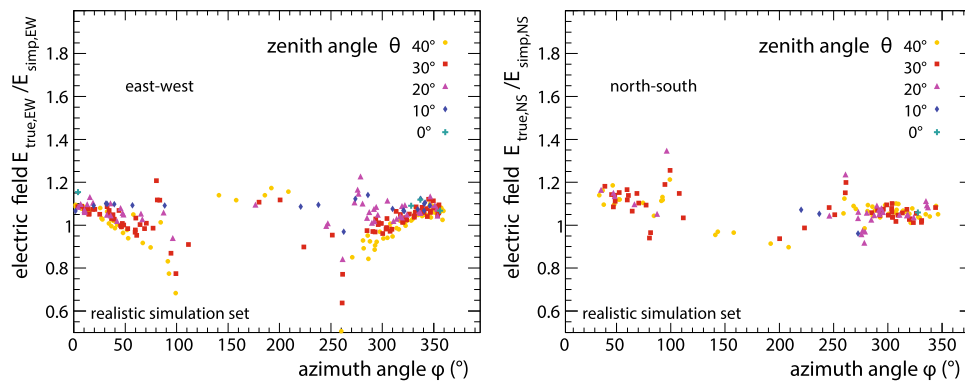 electric field E true,EW /E simp,EW
1.8
1.6
1.4
1.2
1
0.8
0.6
zenith angle θ
40°
30°
20°
10°
0°
east-west
realistic simulation set
0 50 100 150 200 250 300 350
azimuth angle φ (°)
electric field E true,NS /E simp,NS
1.8
1.6
1.4
1.2
1
0.8
0.6
zenith angle θ
40°
30°
20°
10°
0°
north-south
realistic simulation set
0 50 100 150 200 250 300 350
azimuth angle φ (°)